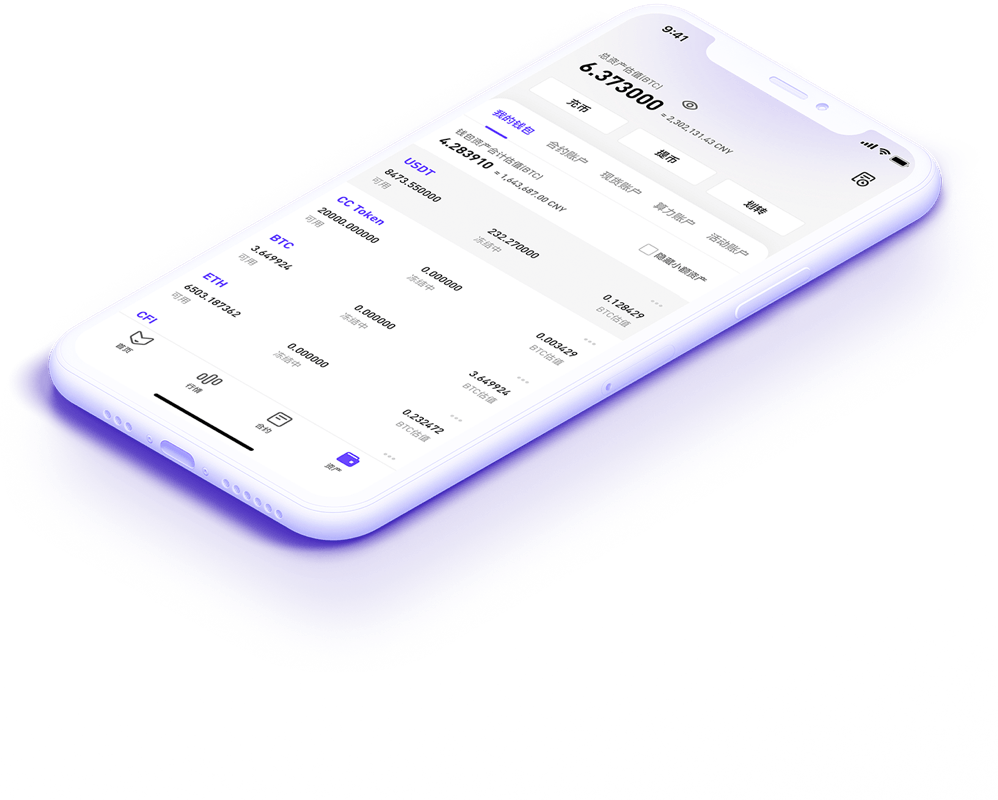 9:41
总资产估值(BTC)
6.373000
≈ 2,302,131.43 CNY
充币
提币
划转
我的钱包
合约账户
现货账户
算力账户
活动账户
钱包资产合计估值(BTC)
4.283910 ≈ 1,643,687.00 CNY
隐藏小额资产
USDT
8473.550000
可用
232.270000
冻结中
0.128429
BTC估值
CC Token
20000.000000
可用
0.000000
冻结中
0.003429
BTC估值
BTC
3.649924
可用
0.000000
冻结中
3.649924
BTC估值
ETH
6503.187362
可用
0.000000
冻结中
0.232472
BTC估值
CFI
首页
行情
合约
资产